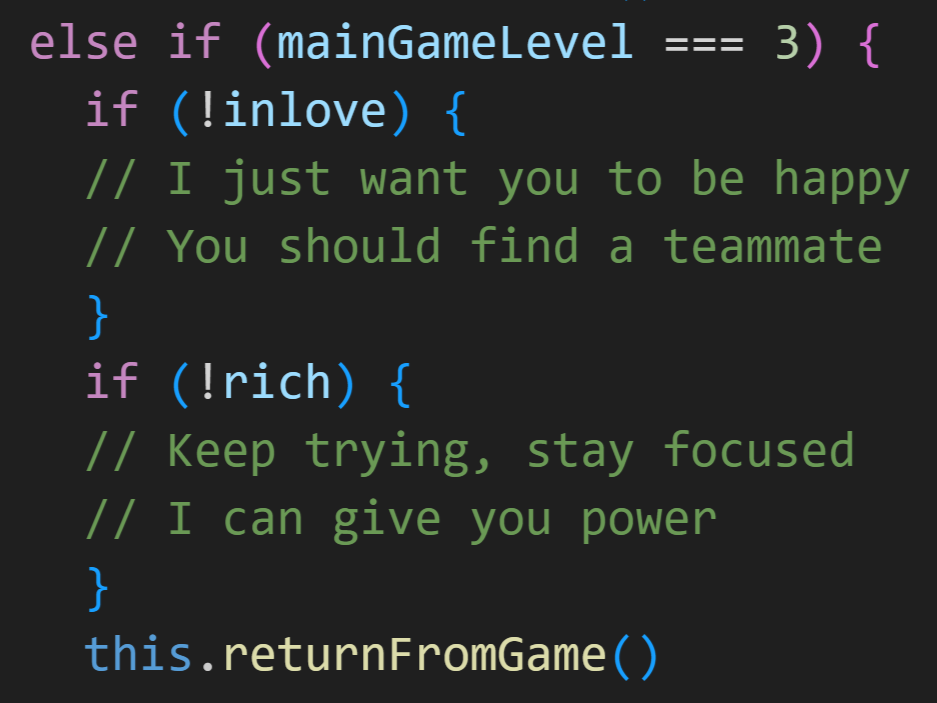 else if (mainGameLevel === 3) {
if (!inlove) {
// I just want you to be happy
// You should find a teammate
}
if (!rich) {
// Keep trying, stay focused
// I can give you power
}
this.returnFromGame()